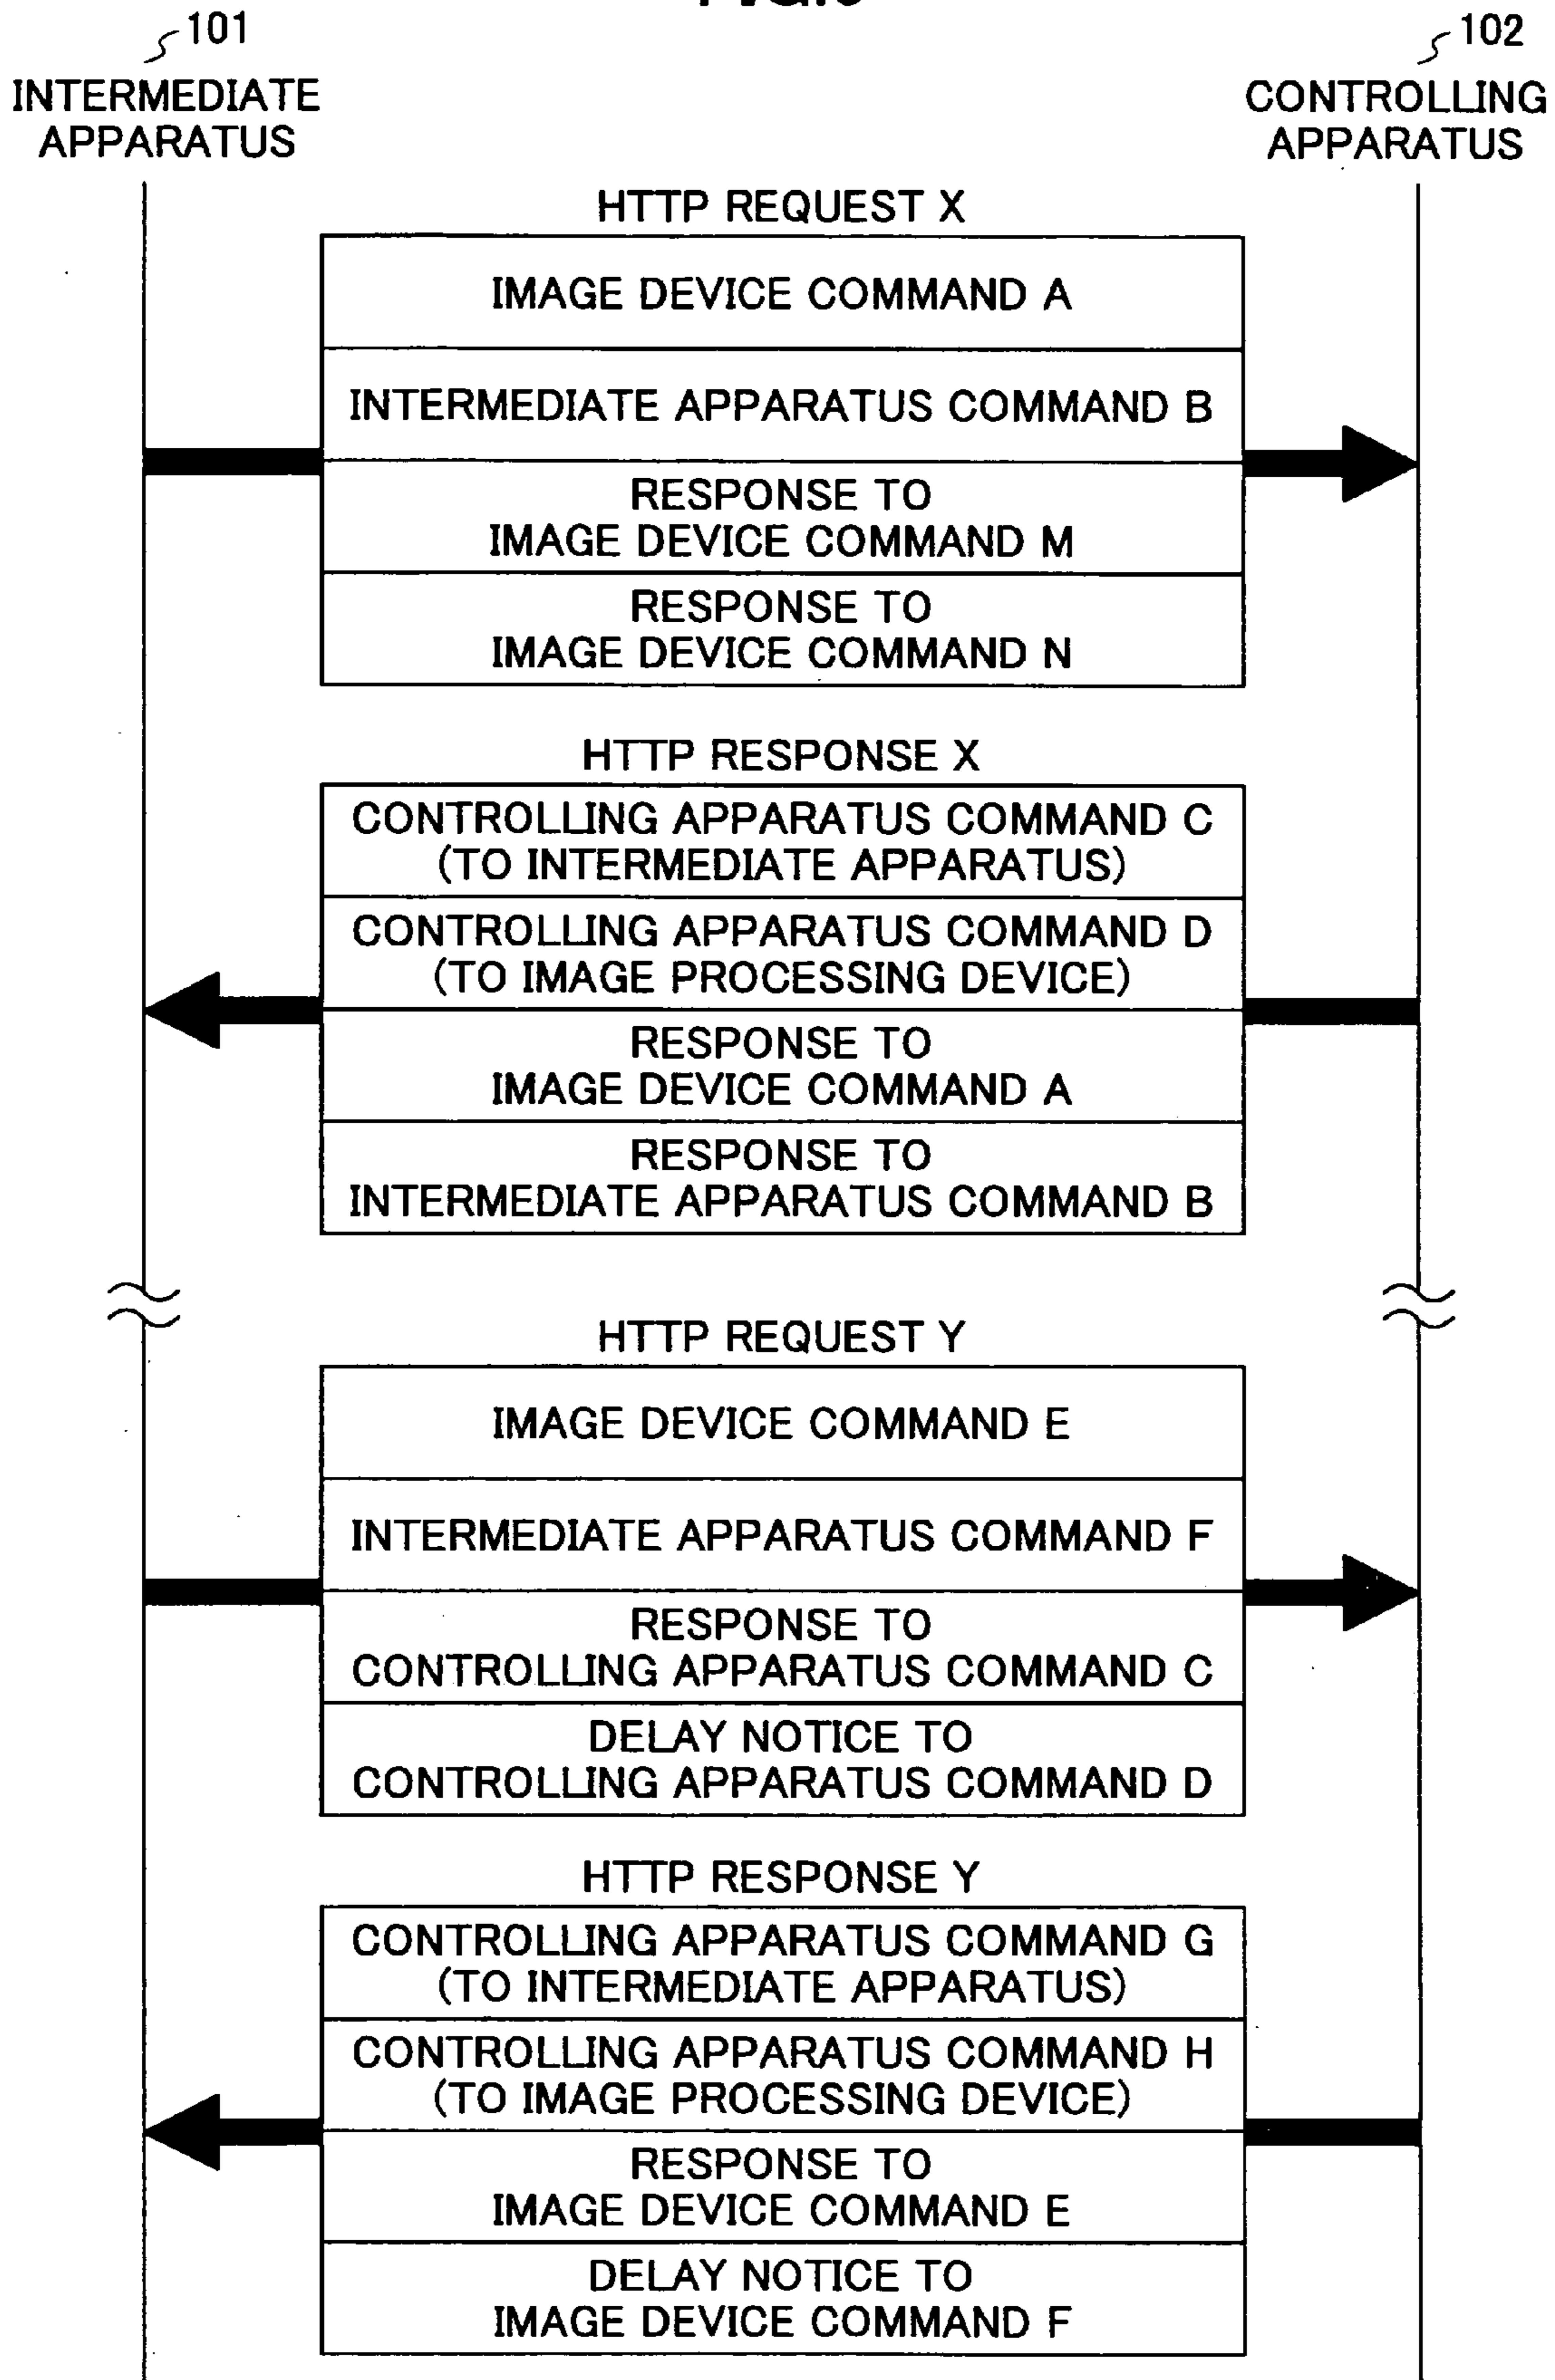 101
INTERMEDIATE
APPARATUS
102
CONTROLLING
APPARATUS
HTTP REQUEST X
IMAGE DEVICE COMMAND A
INTERMEDIATE APPARATUS COMMAND B
RESPONSE TO
IMAGE DEVICE COMMAND M
RESPONSE TO
IMAGE DEVICE COMMAND N
HTTP RESPONSE X
CONTROLLING APPARATUS COMMAND C
(TO INTERMEDIATE APPARATUS)
CONTROLLING APPARATUS COMMAND D
(TO IMAGE PROCESSING DEVICE)
RESPONSE TO
IMAGE DEVICE COMMAND A
RESPONSE TO
INTERMEDIATE APPARATUS COMMAND B
HTTP REQUEST Y
IMAGE DEVICE COMMAND E
INTERMEDIATE APPARATUS COMMAND F
RESPONSE TO
CONTROLLING APPARATUS COMMAND C
DELAY NOTICE TO
CONTROLLING APPARATUS COMMAND D
HTTP RESPONSE Y
CONTROLLING APPARATUS COMMAND G
(TO INTERMEDIATE APPARATUS)
CONTROLLING APPARATUS COMMAND H
(TO IMAGE PROCESSING DEVICE)
RESPONSE TO
IMAGE DEVICE COMMAND E
DELAY NOTICE TO
IMAGE DEVICE COMMAND F